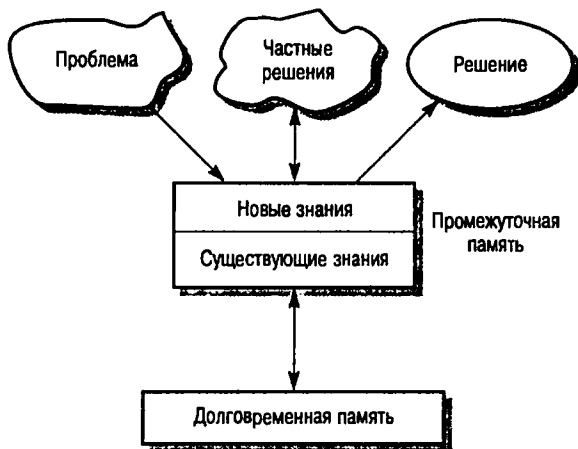 Проблема
Частные
решения
Решение
Новые знания
Существующие знания
Промежуточная
память
Долговременная память